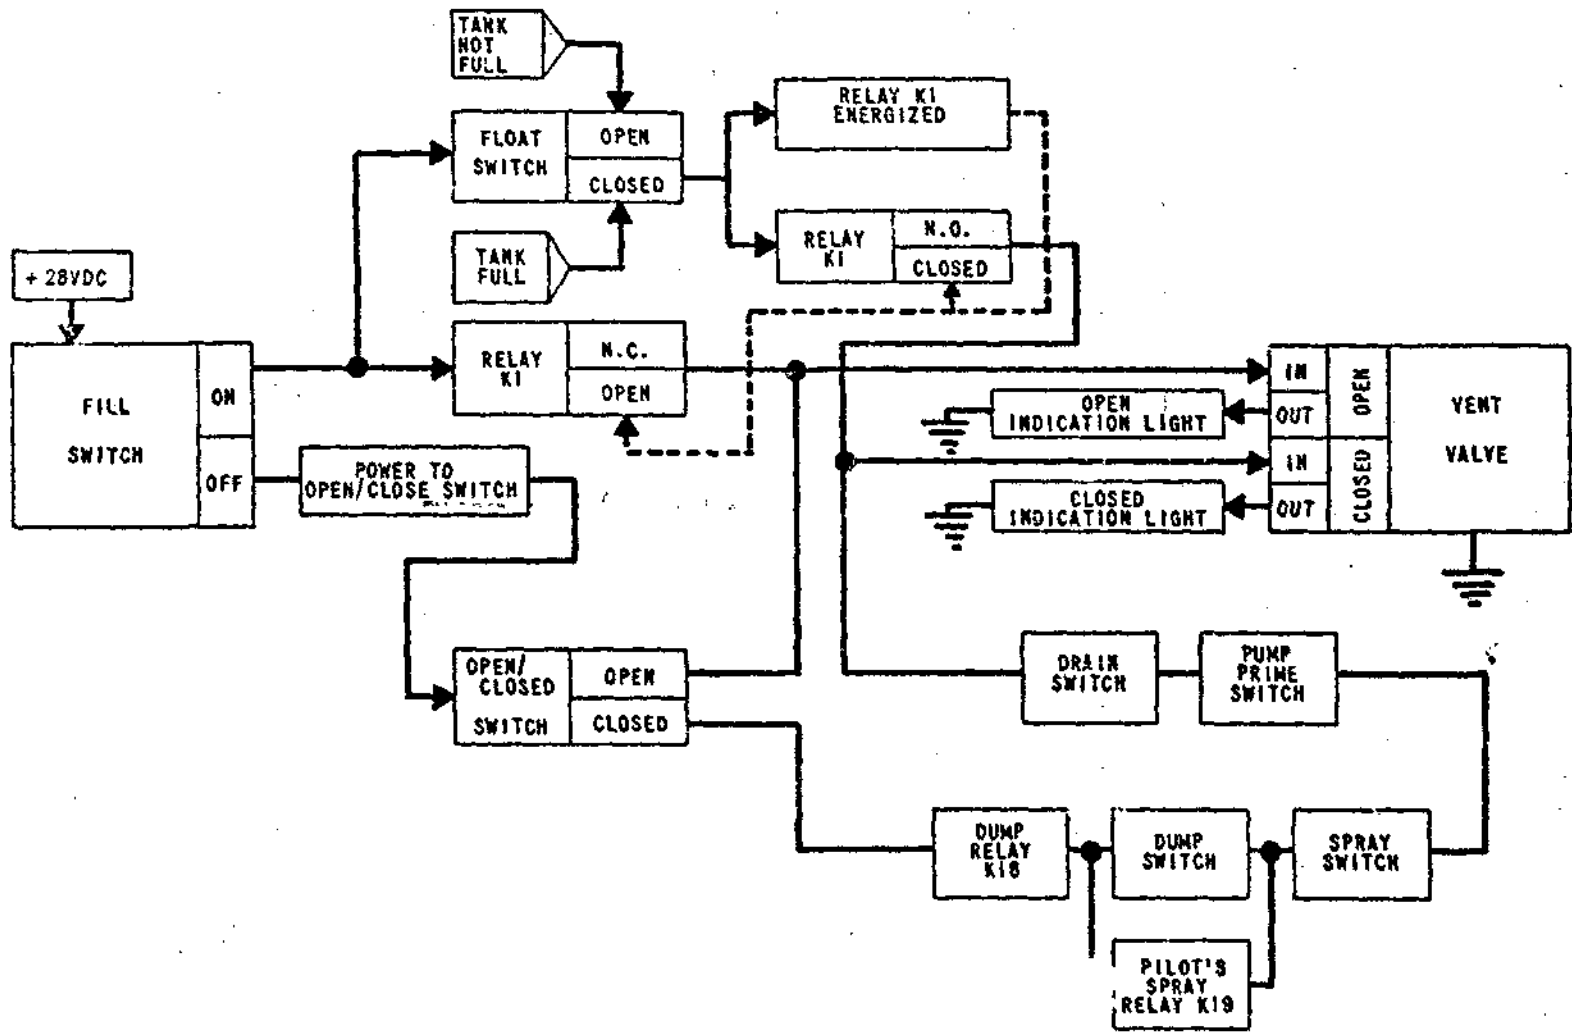 TANK
NOT
FULL
RELAY K1
ENERGIZED
FLOAT
SWITCH
OPEN
CLOSED
RELAY
K1
N.O.
CLOSED
TANK
FULL
+28VDC
RELAY
K1
N.C.
OPEN
FILL
SWITCH
ON
OFF
POWER TO
OPEN/CLOSE SWITCH
IN
OUT
OPEN
IN
OUT
CLOSED
VENT
VALVE
OPEN
INDICATION LIGHT
CLOSED
INDICATION LIGHT
OPEN/
CLOSED
SWITCH
OPEN
CLOSED
DRAIN
SWITCH
PUMP
PRIME
SWITCH
DUMP
RELAY
K18
DUMP
SWITCH
SPRAY
SWITCH
PILOT'S
SPRAY
RELAY K19